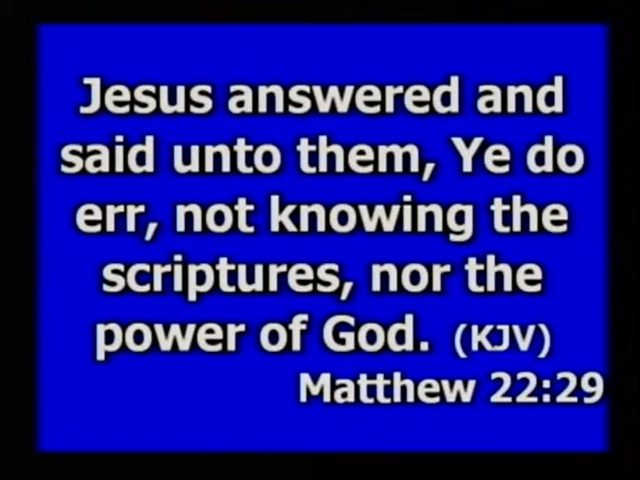 Jesus answered and
said unto them, Ye do
err, not knowing the
scriptures, nor the
power of God. (KJV)
Matthew 22:29